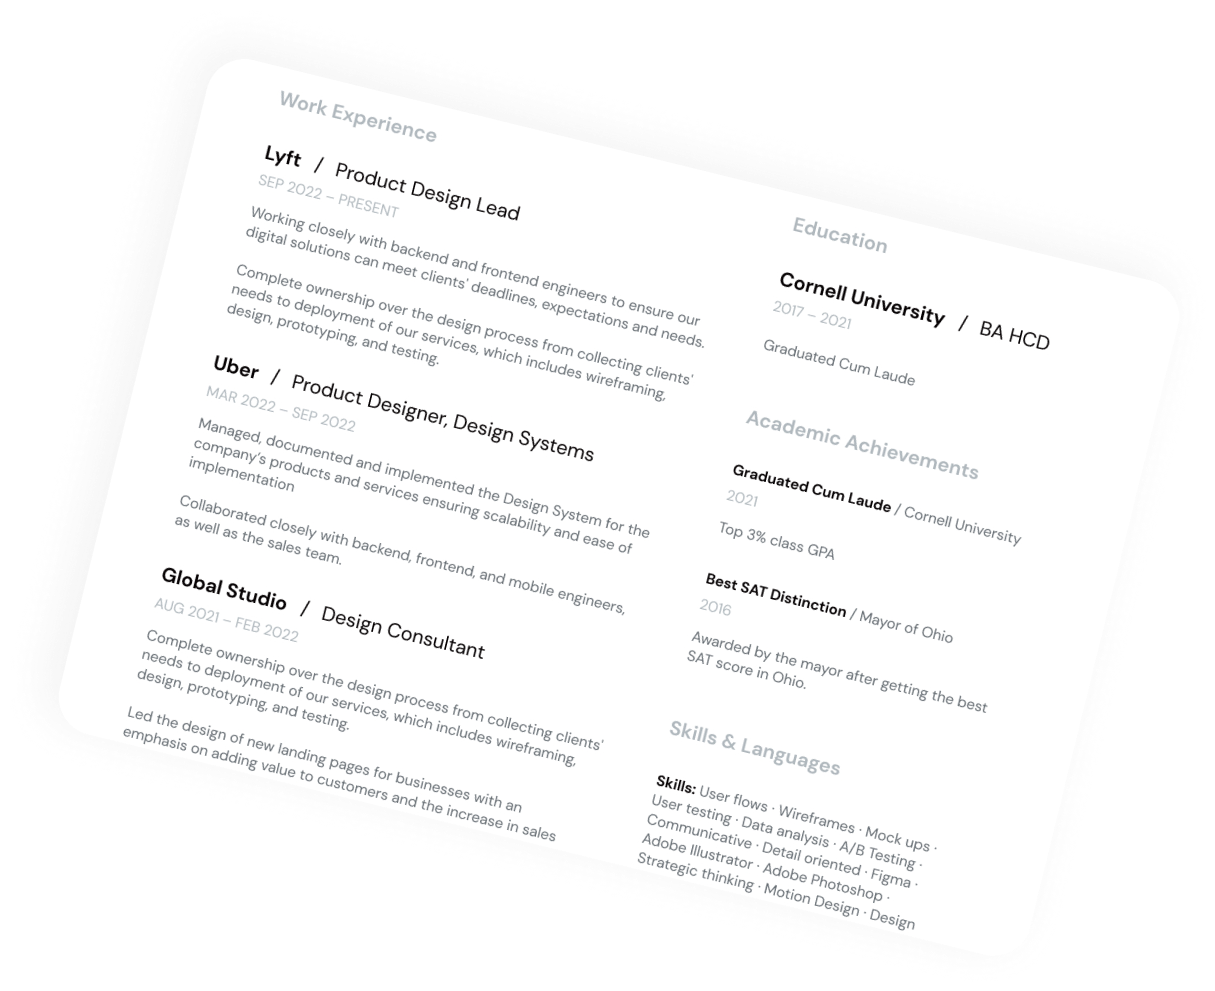 Work Experience
Lyft / Product Design Lead
SEP 2022 – PRESENT
Working closely with backend and frontend engineers to ensure our
digital solutions can meet clients' deadlines, expectations and needs.
Complete ownership over the design process from collecting clients'
needs to deployment of our services, which includes wireframing,
design, prototyping, and testing.
Uber / Product Designer, Design Systems
MAR 2022 – SEP 2022
Managed, documented and implemented the Design System for the
company's products and services ensuring scalability and ease of
implementation
Collaborated closely with backend, frontend, and mobile engineers,
as well as the sales team.
Global Studio / Design Consultant
AUG 2021 – FEB 2022
Complete ownership over the design process from collecting clients'
needs to deployment of our services, which includes wireframing,
design, prototyping, and testing.
Led the design of new landing pages for businesses with an
emphasis on adding value to customers and the increase in sales
Education
Cornell University / BA HCD
2017 – 2021
Graduated Cum Laude
Academic Achievements
Graduated Cum Laude / Cornell University
2021
Top 3% class GPA
Best SAT Distinction / Mayor of Ohio
2016
Awarded by the mayor after getting the best
SAT score in Ohio.
Skills & Languages
Skills: User flows · Wireframes · Mock ups ·
User testing · Data analysis · A/B Testing ·
Communicative · Detail oriented · Figma ·
Adobe Illustrator · Adobe Photoshop ·
Strategic thinking · Motion Design · Design